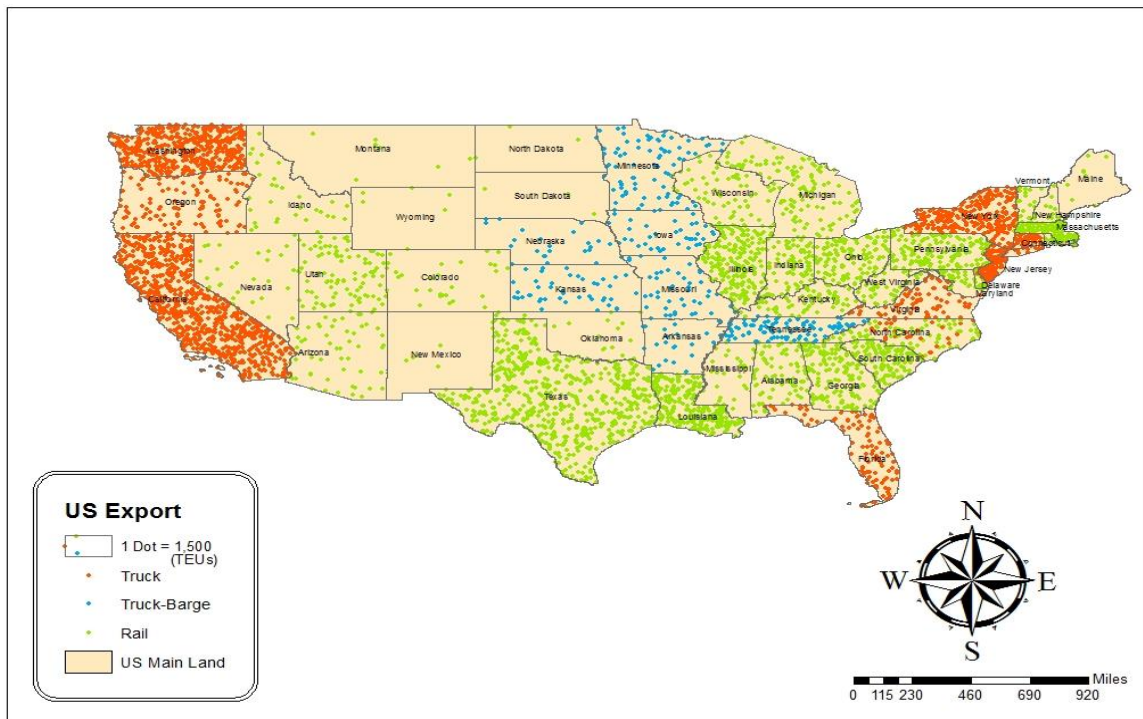 Washington
Montana
North Dakota
Minnesota
Maine
Vermont
Oregon
Idaho
South Dakota
Wisconsin
Michigan
New York
New Hampshire
Massachusetts
Wyoming
Connecticut
Nebraska
Iowa
Pennsylvania
New Jersey
Nevada
Utah
Colorado
Illinois
Indiana
Ohio
West Virginia
Delaware
Maryland
California
Kansas
Missouri
Kentucky
Virginia
Arizona
New Mexico
Oklahoma
Arkansas
Tennessee
North Carolina
South Carolina
Mississippi
Alabama
Georgia
Texas
Louisiana
Florida
US Export
1 Dot = 1,500
(TEUs)
Truck
Truck-Barge
Rail
US Main Land
N
W E
S
Miles
0 115 230 460 690 920